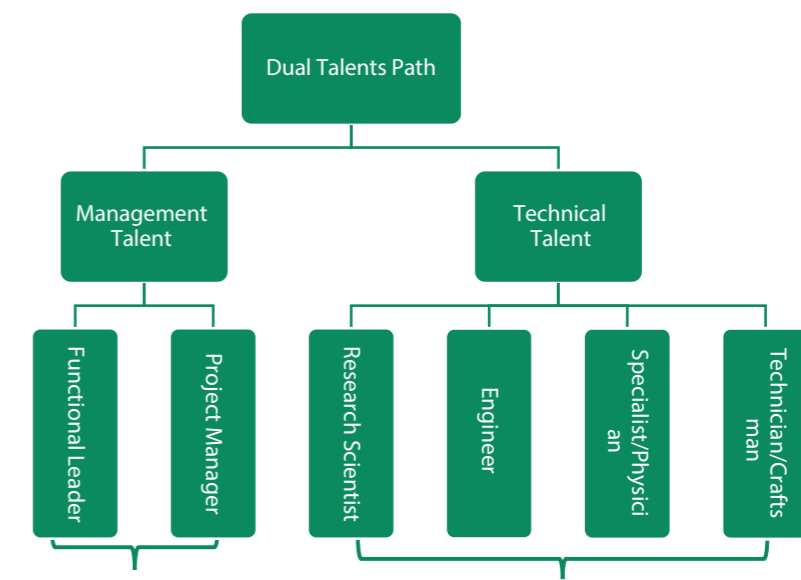 Dual Talents Path
Management
Talent
Technical
Talent
Functional Leader
Project Manager
Research Scientist
Engineer
Specialist/Physici
an
Technician/Crafts
man